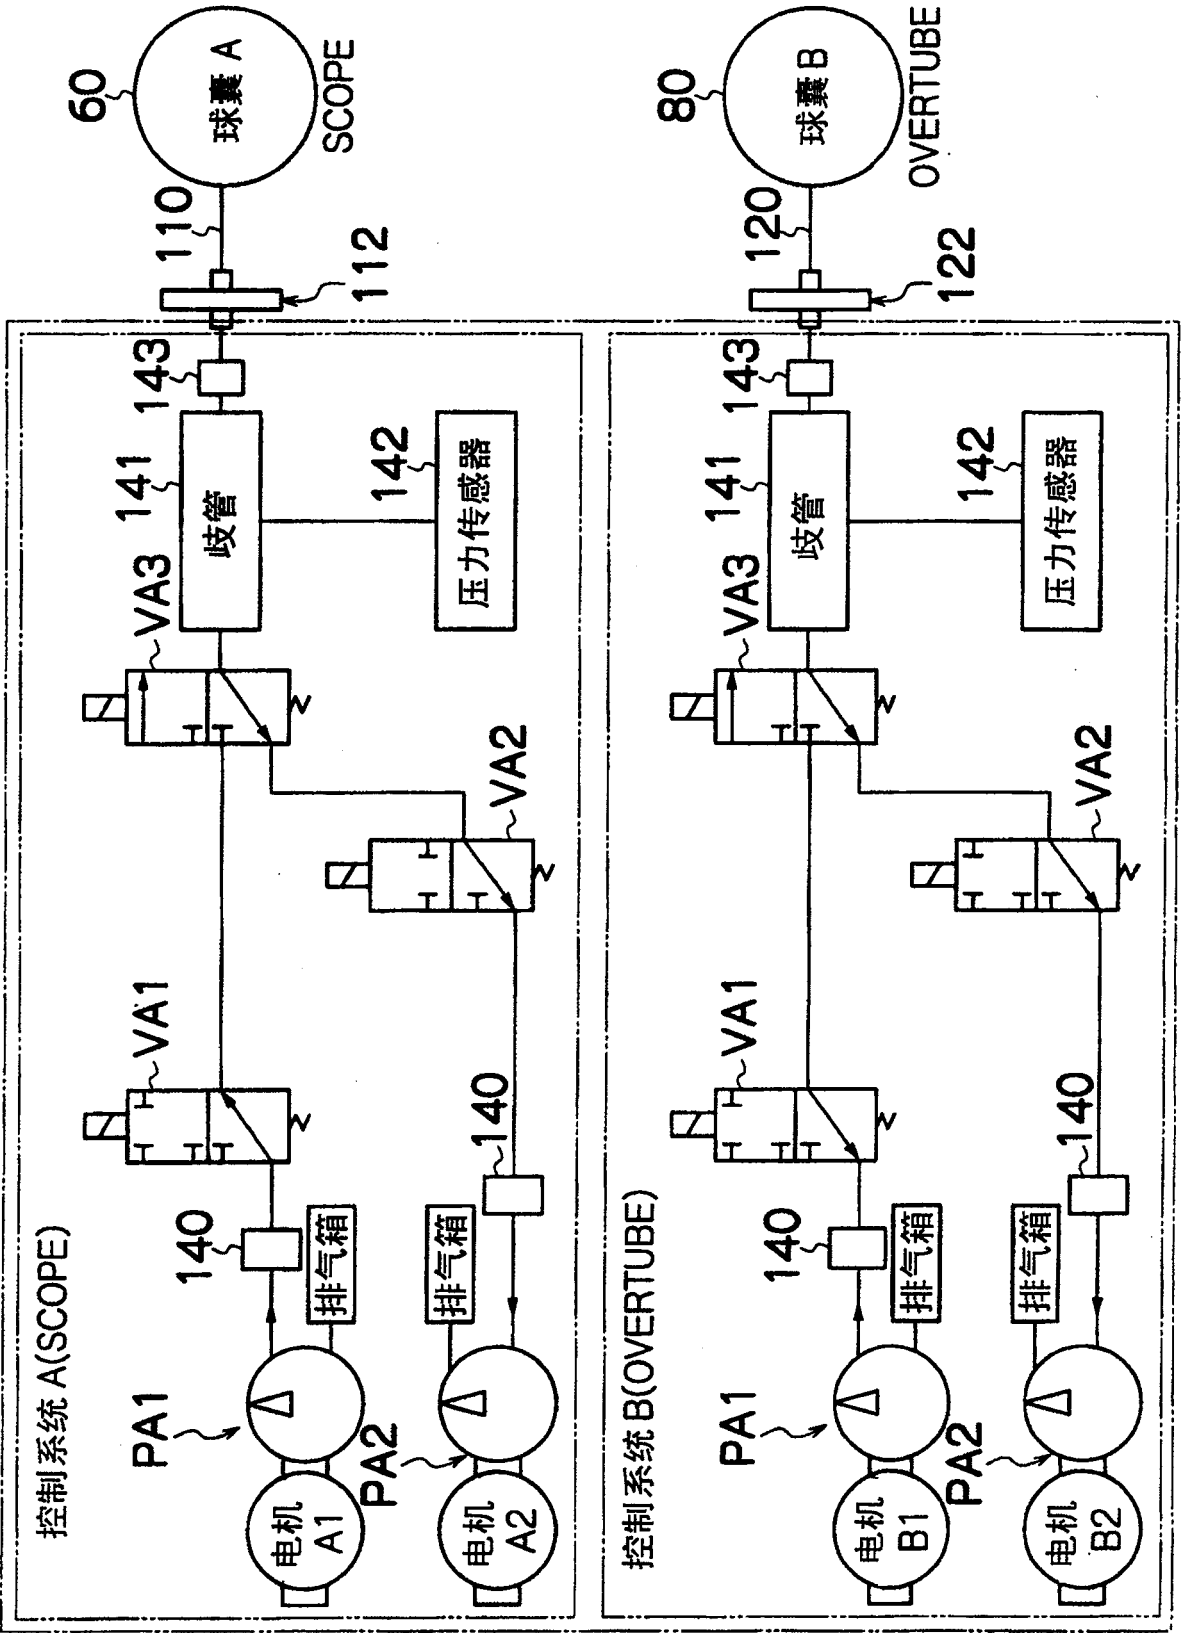 控制系统 A(SCOPE)
电机
A1
PA1
140
排气箱
VA1
VA3
141
歧管
143
112
110
60
球囊 A
SCOPE
电机
A2
PA2
排气箱
140
VA2
142
压力传感器
控制系统 B(OVERTUBE)
电机
B1
PA1
140
排气箱
VA1
VA3
141
歧管
143
122
120
80
球囊 B
OVERTUBE
电机
B2
PA2
排气箱
140
VA2
142
压力传感器